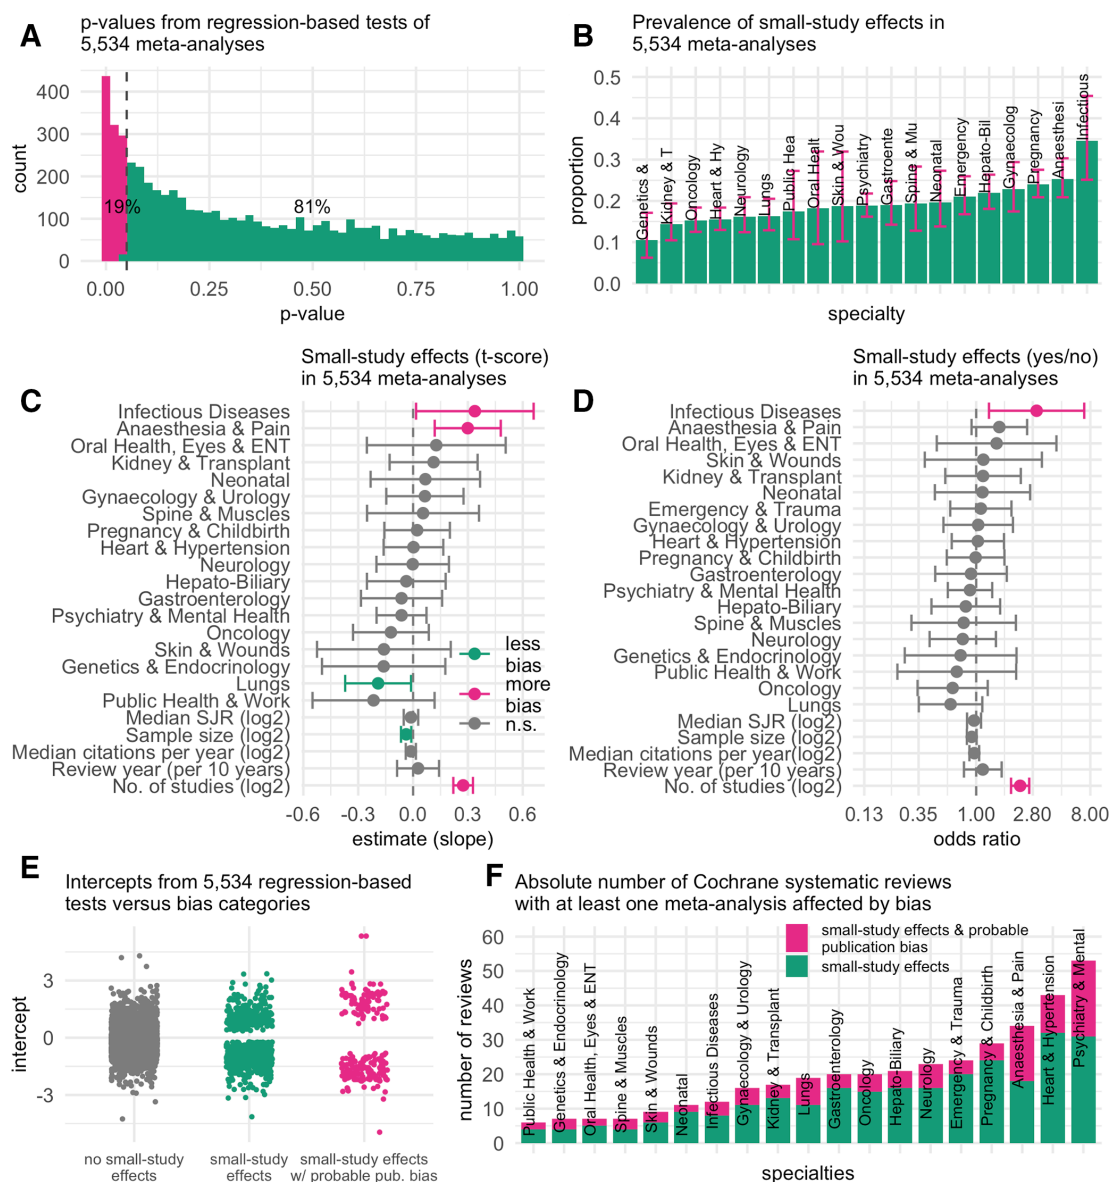 A
p-values from regression-based tests of
5,534 meta-analyses
count
400
300
200
100
0
19%
81%
0.00
0.25
0.50
0.75
1.00
p-value
B
Prevalence of small-study effects in
5,534 meta-analyses
proportion
0.5
0.4
0.3
0.2
0.1
0.0
Genetics &
Kidney & T
Oncology
Heart & Hy
Neurology
Lungs
Public Hea
Oral Healt
Skin & Wou
Psychiatry
Gastroente
Spine & Mu
Neonatal
Emergency
Hepato-Bil
Gynaecolog
Pregnancy
Anaesthesi
Infectious
specialty
C
Small-study effects (t-score)
in 5,534 meta-analyses
Infectious Diseases
Anaesthesia & Pain
Oral Health, Eyes & ENT
Kidney & Transplant
Neonatal
Gynaecology & Urology
Spine & Muscles
Pregnancy & Childbirth
Heart & Hypertension
Neurology
Hepato-Biliary
Gastroenterology
Psychiatry & Mental Health
Oncology
Skin & Wounds
Genetics & Endocrinology
Lungs
Public Health & Work
Median SJR (log2)
Sample size (log2)
Median citations per year (log2)
Review year (per 10 years)
No. of studies (log2)
less
bias
more
bias
n.s.
-0.6
-0.3
0.0
0.3
0.6
estimate (slope)
D
Small-study effects (yes/no)
in 5,534 meta-analyses
Infectious Diseases
Anaesthesia & Pain
Oral Health, Eyes & ENT
Skin & Wounds
Kidney & Transplant
Neonatal
Emergency & Trauma
Gynaecology & Urology
Heart & Hypertension
Pregnancy & Childbirth
Gastroenterology
Psychiatry & Mental Health
Hepato-Biliary
Spine & Muscles
Neurology
Genetics & Endocrinology
Public Health & Work
Oncology
Lungs
Median SJR (log2)
Sample size (log2)
Median citations per year(log2)
Review year (per 10 years)
No. of studies (log2)
0.13
0.35
1.00
2.80
8.00
odds ratio
E
Intercepts from 5,534 regression-based
tests versus bias categories
intercept
3
0
-3
no small-study
effects
small-study
effects
small-study effects
w/ probable pub. bias
F
Absolute number of Cochrane systematic reviews
with at least one meta-analysis affected by bias
small-study effects & probable
publication bias
small-study effects
number of reviews
60
50
40
30
20
10
0
Public Health & Work
Genetics & Endocrinology
Oral Health, Eyes & ENT
Spine & Muscles
Skin & Wounds
Neonatal
Infectious Diseases
Gynaecology & Urology
Kidney & Transplant
Lungs
Gastroenterology
Oncology
Hepato-Biliary
Neurology
Emergency & Trauma
Pregnancy & Childbirth
Anaesthesia & Pain
Heart & Hypertension
Psychiatry & Mental
specialties